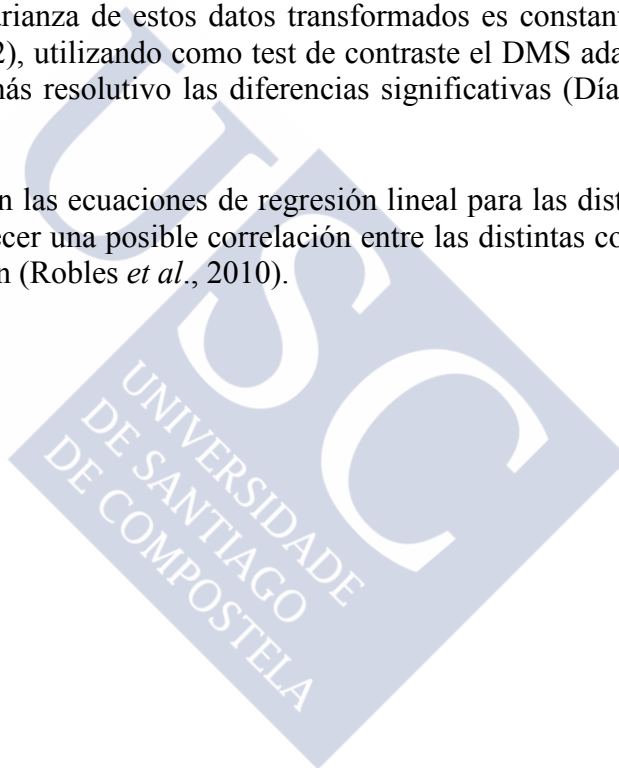 arianza de estos datos transformados es constant
2), utilizando como test de contraste el DMS ada
más resolutivo las diferencias significativas (Día
n las ecuaciones de regresión lineal para las dist
ecer una posible correlación entre las distintas co
n (Robles et al., 2010).
USC
UNIVERSIDADE
DE SANTIAGO
DE COMPOSTELA